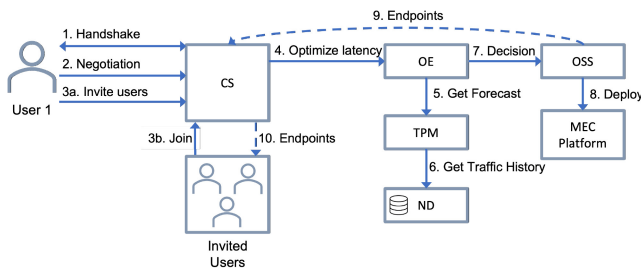 9. Endpoints
1. Handshake
4. Optimize latency
7. Decision
2. Negotiation
CS
OE
OSS
User 1
3a. Invite users
5. Get Forecast
8. Deploy
3b. Join
10. Endpoints
TPM
MEC
Platform
6. Get Traffic History
ND
Invited
Users